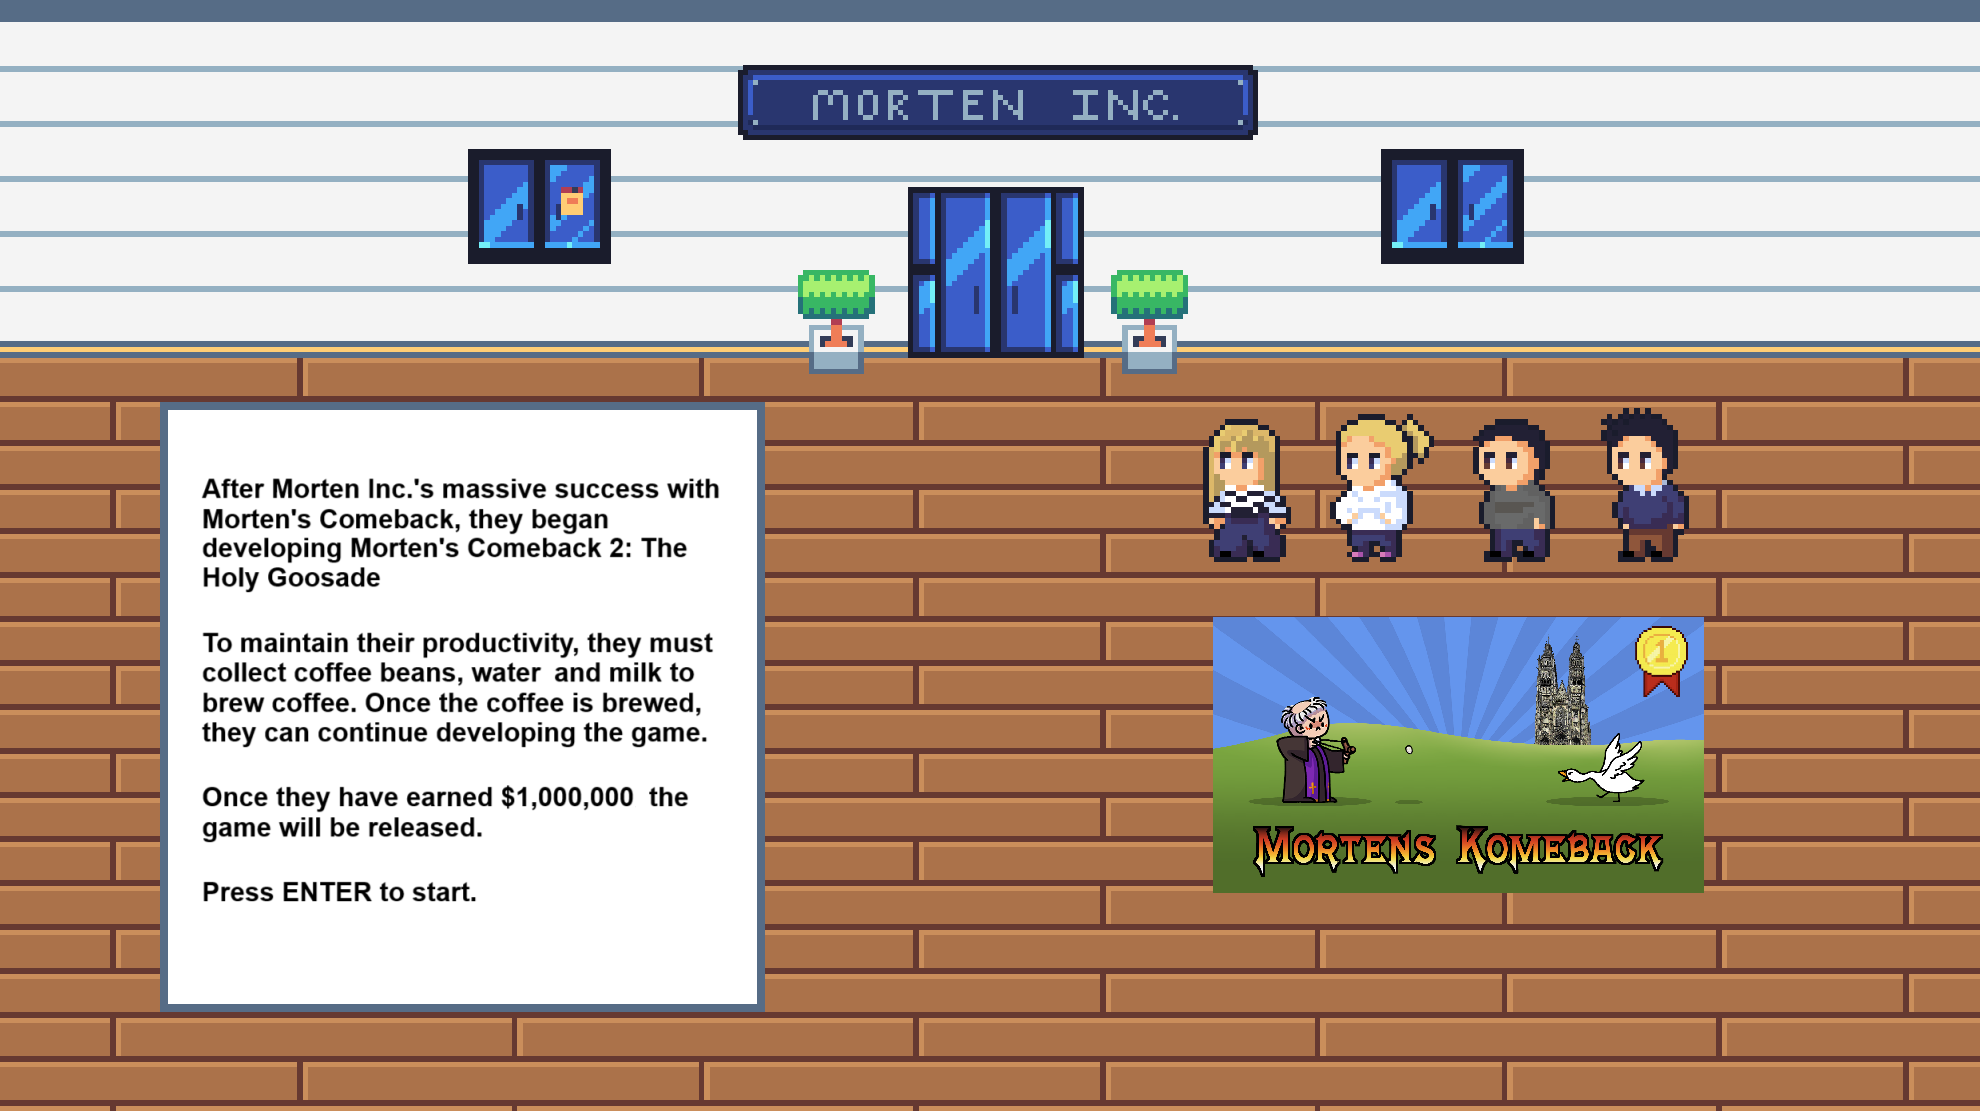 MORTEN INC.
After Morten Inc.'s massive success with
Morten's Comeback, they began
developing Morten's Comeback 2: The
Holy Goosade
To maintain their productivity, they must
collect coffee beans, water  and milk to
brew coffee. Once the coffee is brewed,
they can continue developing the game.
Once they have earned $1,000,000  the
game will be released.
Press ENTER to start.
1
MORTENS KOMEBACK